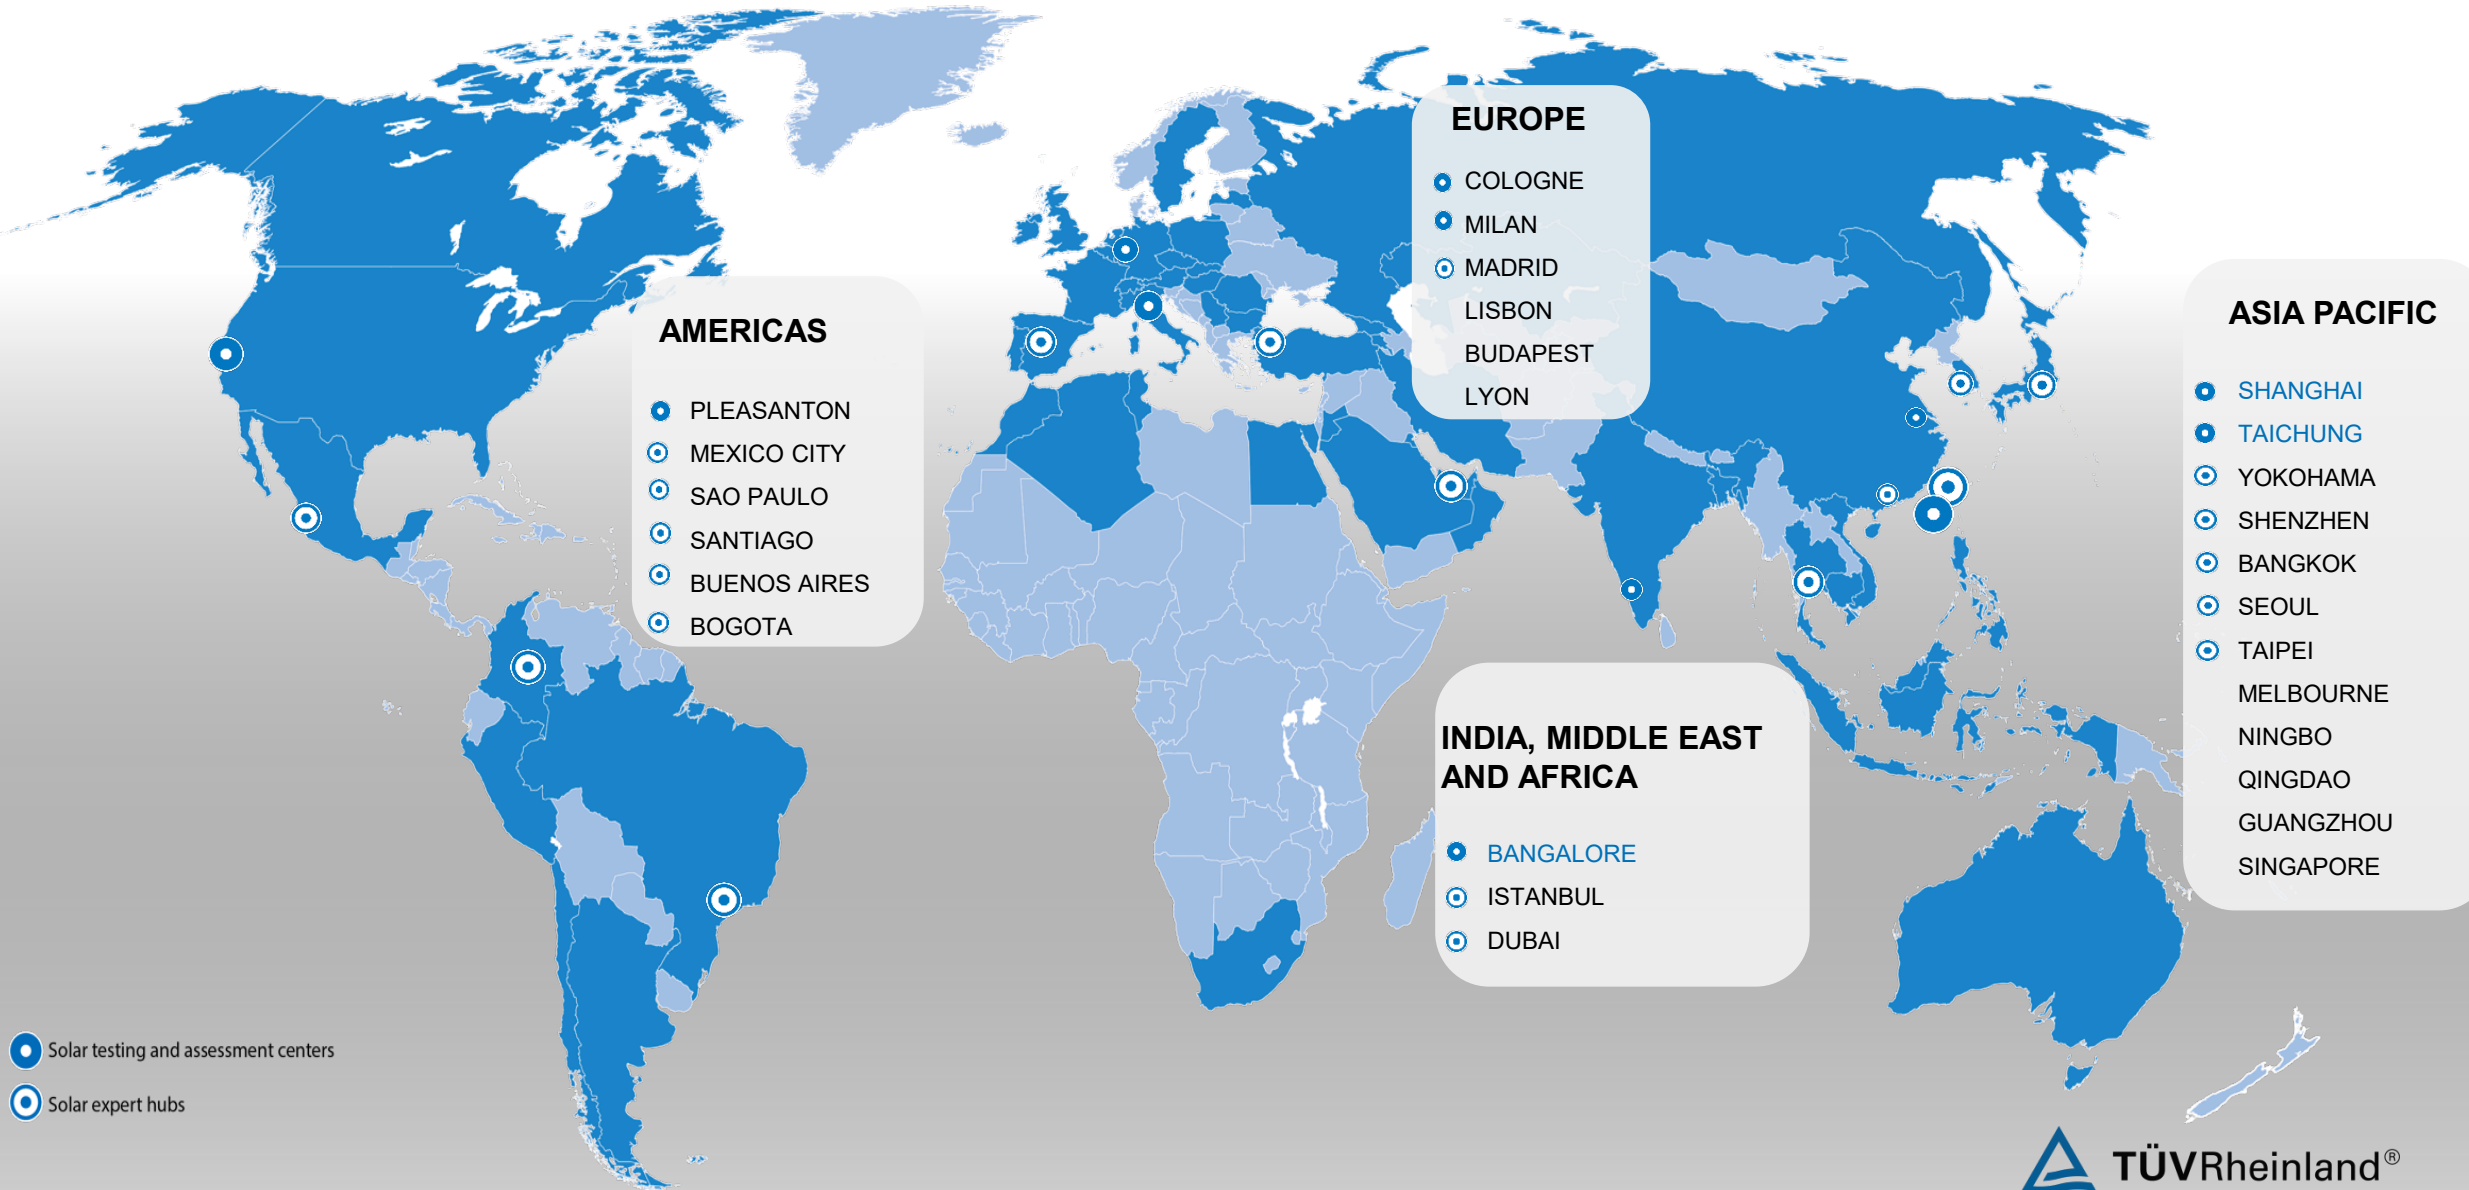 EUROPE
COLOGNE
MILAN
MADRID
LISBON
BUDAPEST
LYON
AMERICAS
PLEASANTON
MEXICO CITY
SAO PAULO
SANTIAGO
BUENOS AIRES
BOGOTA
ASIA PACIFIC
SHANGHAI
TAICHUNG
YOKOHAMA
SHENZHEN
BANGKOK
SEOUL
TAIPEI
MELBOURNE
NINGBO
QINGDAO
GUANGZHOU
SINGAPORE
INDIA, MIDDLE EAST
AND AFRICA
BANGALORE
ISTANBUL
DUBAI
Solar testing and assessment centers
Solar expert hubs
TÜVRheinland®